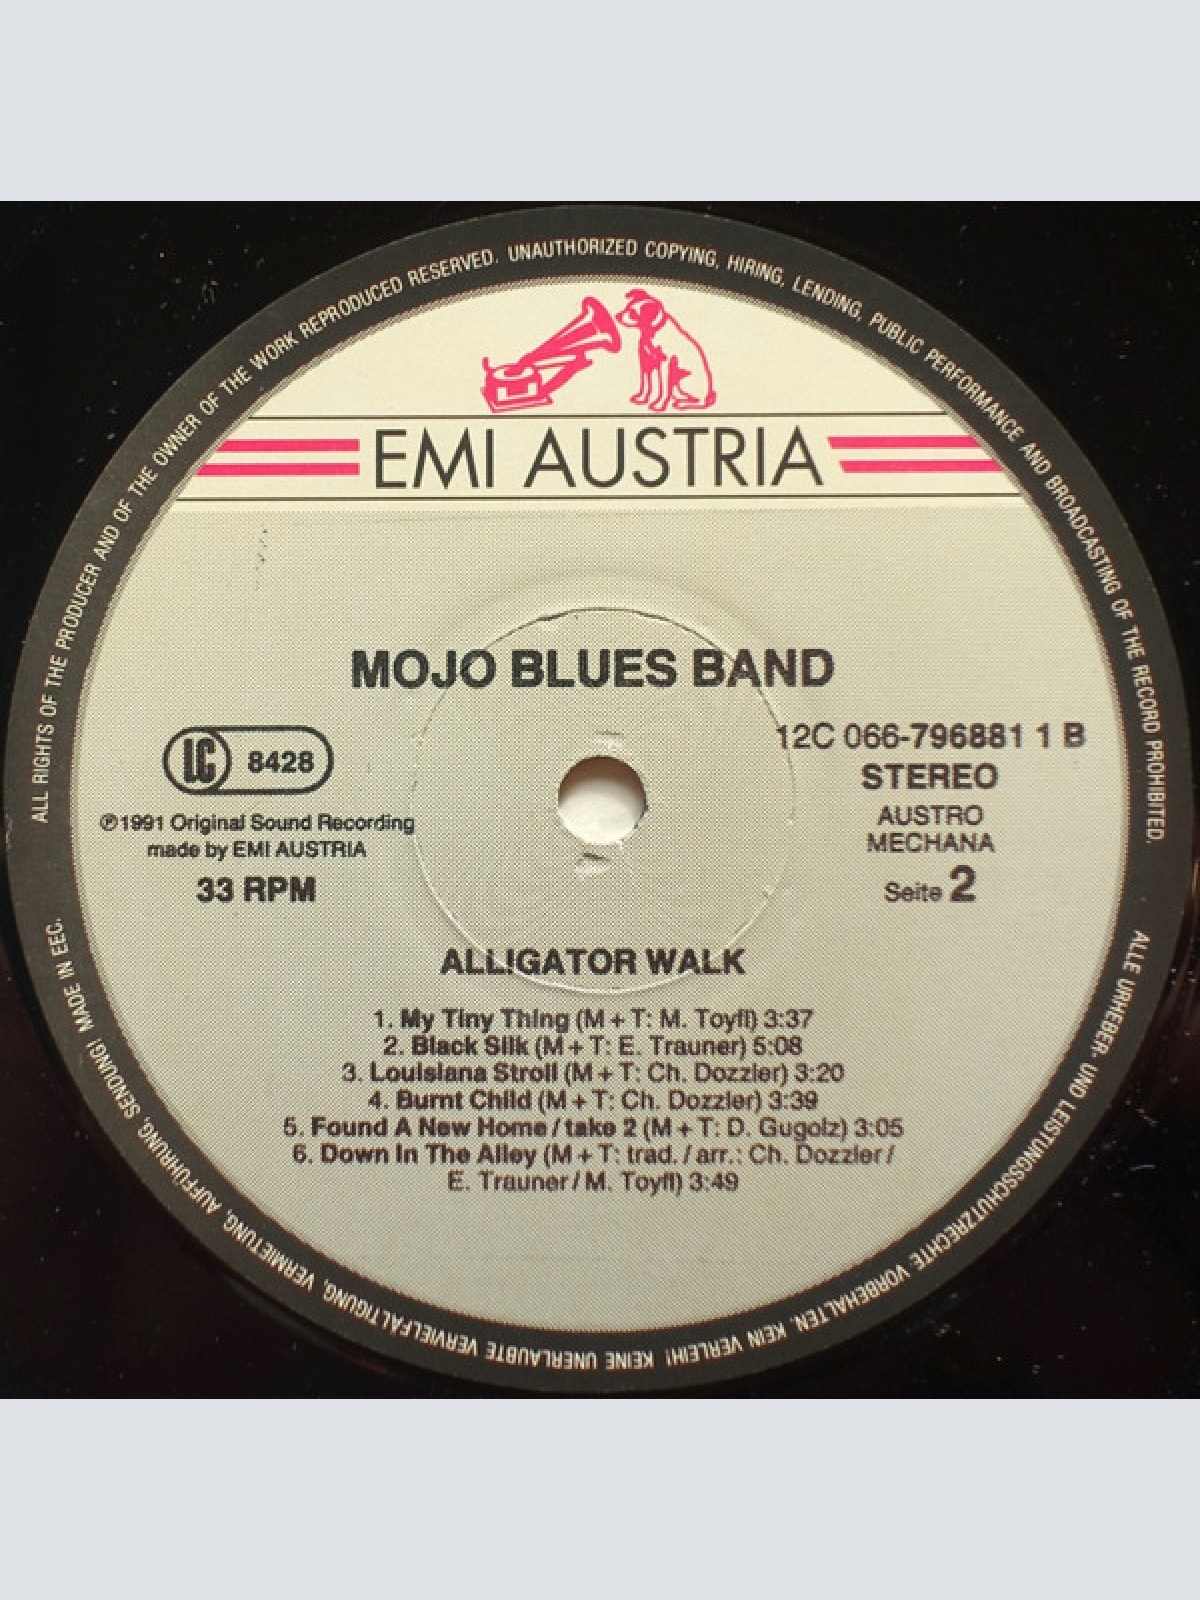 ALL RIGHTS OF THE PRODUCER AND OF THE OWNER OF THE WORK REPRODUCED RESERVED. UNAUTHORIZED COPYING, HIRING, LENDING, PUBLIC PERFORMANCE AND BROADCASTING OF THE RECORD PROHIBITED.
EMI AUSTRIA
MOJO BLUES BAND
LC 8428
℗1991 Original Sound Recording
made by EMI AUSTRIA
33 RPM
12C 066-796881 1 B
STEREO
AUSTRO
MECHANA
Seite 2
ALLIGATOR WALK
1. My Tiny Thing (M + T: M. Toyfl) 3:37
2. Black Silk (M + T: E. Trauner) 5:08
3. Louisiana Stroll (M + T: Ch. Dozzler) 3:20
4. Burnt Child (M + T: Ch. Dozzler) 3:39
5. Found A New Home / take 2 (M + T: D. Gugolz) 3:05
6. Down In The Alley (M + T: trad. / arr.: Ch. Dozzler /
E. Trauner / M. Toyfl) 3:49
ALLE URHEBER- UND LEISTUNGSSCHUTZRECHTE VORBEHALTEN. KEIN VERLEIH! KEINE UNERLAUBTE VERVIELFÄLTIGUNG, VERMIETUNG, AUFFÜHRUNG, SENDUNG! MADE IN EEC.